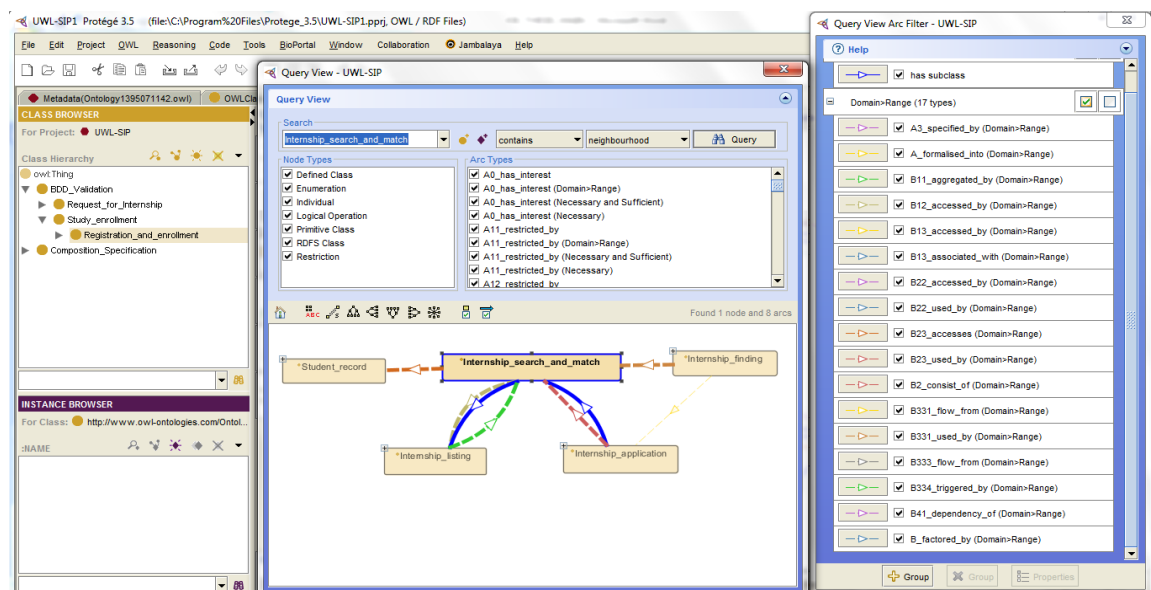 UWL-SIP1 Protégé 3.5 (file:\C:\Program%20Files\Protege_3.5\UWL-SIP1.pprj, OWL / RDF Files)
File Edit Project OWL Reasoning Code Tools BioPortal Window Collaboration Jambalaya Help
Metadata(Ontology1395071142.owl) OWLCla
CLASS BROWSER
For Project: UWL-SIP
Class Hierarchy
owl:Thing
BDD_Validation
Request_for_Internship
Study_enrollment
Registration_and_enrollment
Composition_Specification
INSTANCE BROWSER
For Class: http://www.owl-ontologies.com/Ontol...
:NAME
Query View - UWL-SIP
Query View
Search
Internship_search_and_match contains neighbourhood Query
Node Types
Defined Class
Enumeration
Individual
Logical Operation
Primitive Class
RDFS Class
Restriction
Arc Types
A0_has_interest
A0_has_interest (Domain>Range)
A0_has_interest (Necessary and Sufficient)
A0_has_interest (Necessary)
A11_restricted_by
A11_restricted_by (Domain>Range)
A11_restricted_by (Necessary and Sufficient)
A11_restricted_by (Necessary)
A12_restricted_by
ABC
Found 1 node and 8 arcs
*Student_record
*Internship_search_and_match
*Internship_finding
*Internship_listing
*Internship_application
Query View Arc Filter - UWL-SIP
Help
has subclass
Domain>Range (17 types)
A3_specified_by (Domain>Range)
A_formalised_into (Domain>Range)
B11_aggregated_by (Domain>Range)
B12_accessed_by (Domain>Range)
B13_accessed_by (Domain>Range)
B13_associated_with (Domain>Range)
B22_accessed_by (Domain>Range)
B22_used_by (Domain>Range)
B23_accesses (Domain>Range)
B23_used_by (Domain>Range)
B2_consist_of (Domain>Range)
B331_flow_from (Domain>Range)
B331_used_by (Domain>Range)
B333_flow_from (Domain>Range)
B334_triggered_by (Domain>Range)
B41_dependency_of (Domain>Range)
B_factored_by (Domain>Range)
Group Group Properties